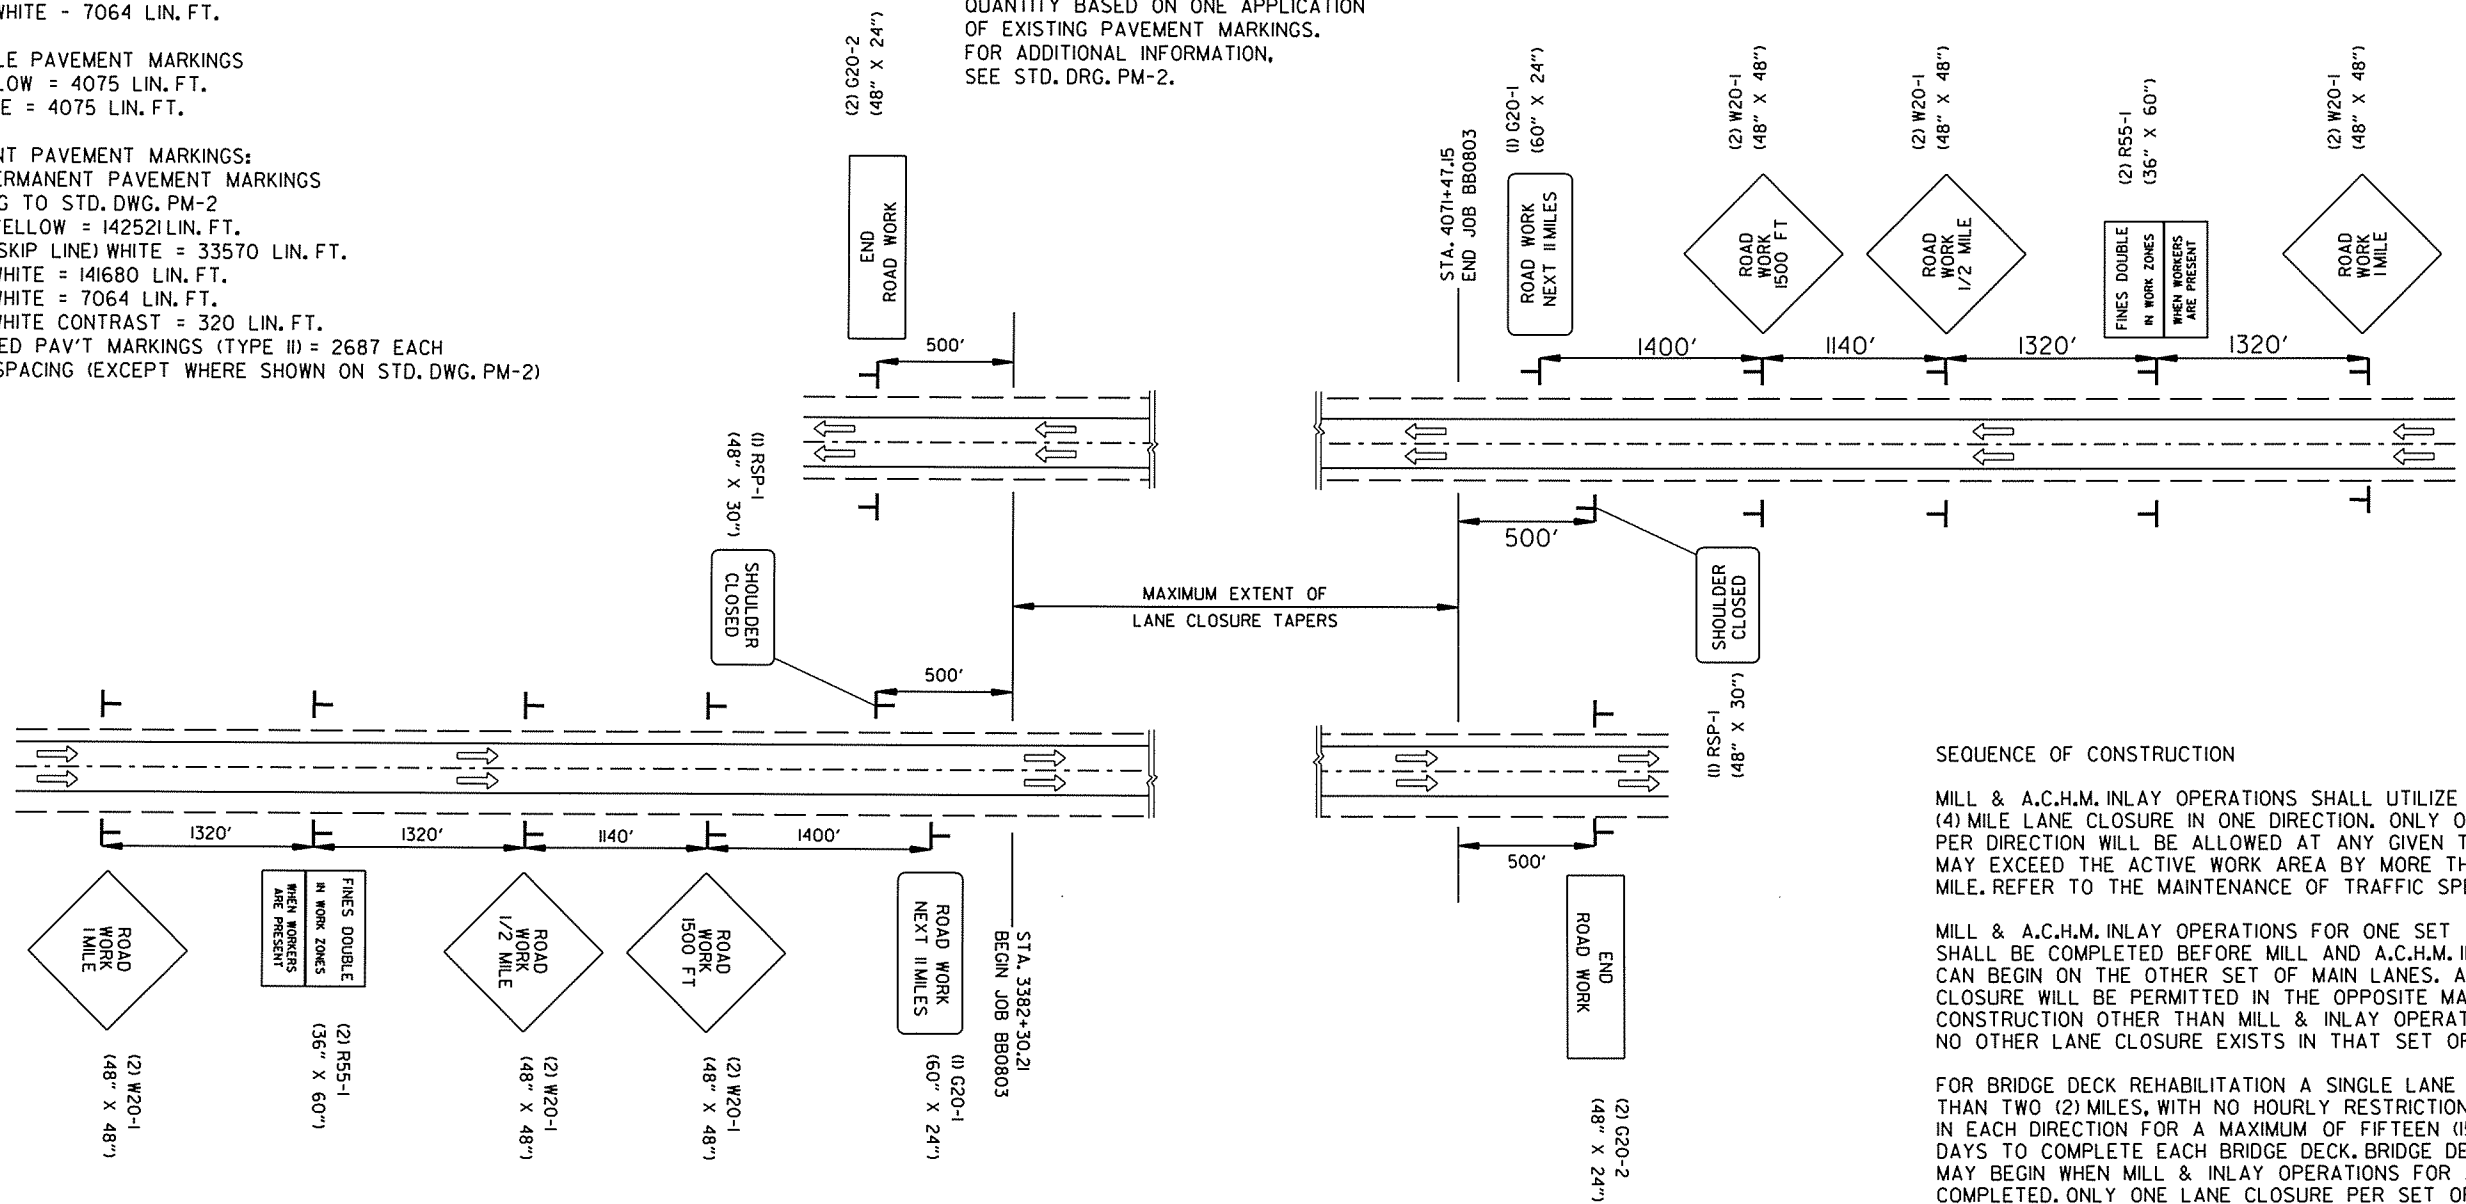 WHITE - 7064 LIN. FT.
LE PAVEMENT MARKINGS
LOW = 4075 LIN. FT.
E = 4075 LIN. FT.
NT PAVEMENT MARKINGS:
ERMANENT PAVEMENT MARKINGS
G TO STD. DWG. PM-2
YELLOW = 142521 LIN. FT.
SKIP LINE) WHITE = 33570 LIN. FT.
WHITE = 141680 LIN. FT.
WHITE = 7064 LIN. FT.
WHITE CONTRAST = 320 LIN. FT.
ED PAV'T MARKINGS (TYPE II) = 2687 EACH
SPACING (EXCEPT WHERE SHOWN ON STD. DWG. PM-2)
QUANTITY BASED ON ONE APPLICATION
OF EXISTING PAVEMENT MARKINGS.
FOR ADDITIONAL INFORMATION,
SEE STD. DRG. PM-2.
(2) G20-2
(48" X 24")
END
ROAD WORK
500'
STA. 4071+47.15
END JOB BB0803
(1) G20-1
(60" X 24")
ROAD WORK
NEXT 11 MILES
(2) W20-1
(48" X 48")
ROAD
WORK
1500 FT
(2) W20-1
(48" X 48")
ROAD
WORK
1/2 MILE
(2) R55-1
(36" X 60")
FINES DOUBLE
IN WORK ZONES
WHEN WORKERS
ARE PRESENT
(2) W20-1
(48" X 48")
ROAD
WORK
1 MILE
1400'
1140'
1320'
1320'
500'
(1) RSP-1
(48" X 30")
SHOULDER
CLOSED
500'
MAXIMUM EXTENT OF
LANE CLOSURE TAPERS
SHOULDER
CLOSED
(1) RSP-1
(48" X 30")
1320'
1320'
1140'
1400'
500'
ROAD
WORK
1 MILE
(2) W20-1
(48" X 48")
FINES DOUBLE
IN WORK ZONES
WHEN WORKERS
ARE PRESENT
(2) R55-1
(36" X 60")
ROAD
WORK
1/2 MILE
(2) W20-1
(48" X 48")
ROAD
WORK
1500 FT
(2) W20-1
(48" X 48")
ROAD WORK
NEXT 11 MILES
(1) G20-1
(60" X 24")
STA. 3382+30.21
BEGIN JOB BB0803
END
ROAD WORK
(2) G20-2
(48" X 24")
SEQUENCE OF CONSTRUCTION
MILL & A.C.H.M. INLAY OPERATIONS SHALL UTILIZE
(4) MILE LANE CLOSURE IN ONE DIRECTION. ONLY O
PER DIRECTION WILL BE ALLOWED AT ANY GIVEN T
MAY EXCEED THE ACTIVE WORK AREA BY MORE TH
MILE. REFER TO THE MAINTENANCE OF TRAFFIC SPE
MILL & A.C.H.M. INLAY OPERATIONS FOR ONE SET
SHALL BE COMPLETED BEFORE MILL AND A.C.H.M. I
CAN BEGIN ON THE OTHER SET OF MAIN LANES. A
CLOSURE WILL BE PERMITTED IN THE OPPOSITE MA
CONSTRUCTION OTHER THAN MILL & INLAY OPERAT
NO OTHER LANE CLOSURE EXISTS IN THAT SET OF
FOR BRIDGE DECK REHABILITATION A SINGLE LANE
THAN TWO (2) MILES, WITH NO HOURLY RESTRICTION
IN EACH DIRECTION FOR A MAXIMUM OF FIFTEEN (15
DAYS TO COMPLETE EACH BRIDGE DECK. BRIDGE DE
MAY BEGIN WHEN MILL & INLAY OPERATIONS FOR
COMPLETED. ONLY ONE LANE CLOSURE PER SET OF